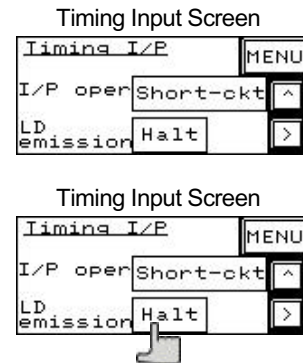 Timing Input Screen
Timing I/P MENU
I/P oper Short-ckt ^
LD emission Halt >
Timing Input Screen
Timing I/P MENU
I/P oper Short-ckt ^
LD emission Halt >